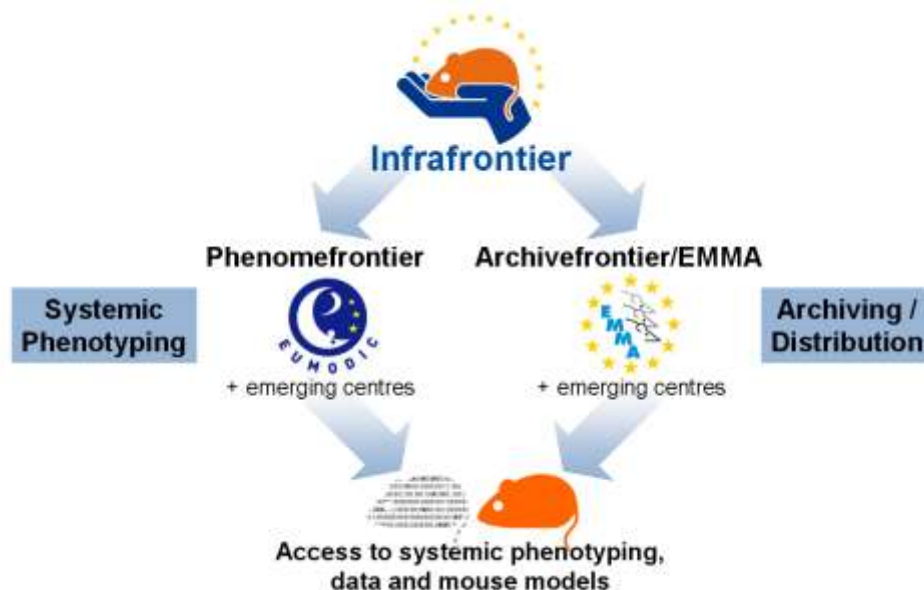 Infrafrontier
Phenomefrontier
Archivefrontier/EMMA
Systemic
Phenotyping
EUMODIC
EMMA
Archiving /
Distribution
+ emerging centres
+ emerging centres
Access to systemic phenotyping,
data and mouse models